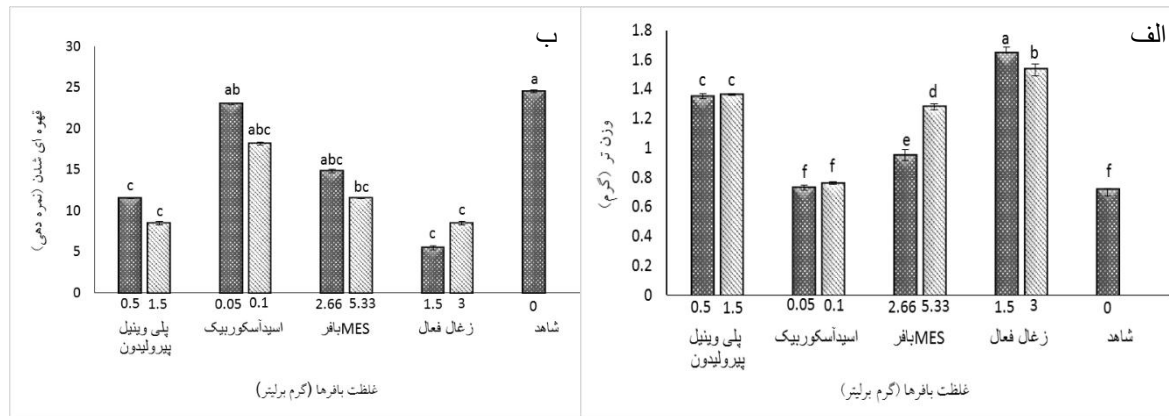 الف
وزن تر (گرم)
1.8
1.6
1.4
1.2
1
0.8
0.6
0.4
0.2
0
c c f f e d a b f
0.5 1.5 0.05 0.1 2.66 5.33 1.5 3 0
پلی وینیل پیرولیدون
اسیدآسکوربیک
بافرMES
زغال فعال
شاهد
غلظت بافرها (گرم برلیتر)
ب
قهوه ای شدن (نمره دهی)
30
25
20
15
10
5
0
c c ab abc abc bc c c a
0.5 1.5 0.05 0.1 2.66 5.33 1.5 3 0
پلی وینیل
پیرولیدون
اسیدآسکوربیک
بافرMES
زغال فعال
شاهد
غلظت بافرها (گرم برلیتر)